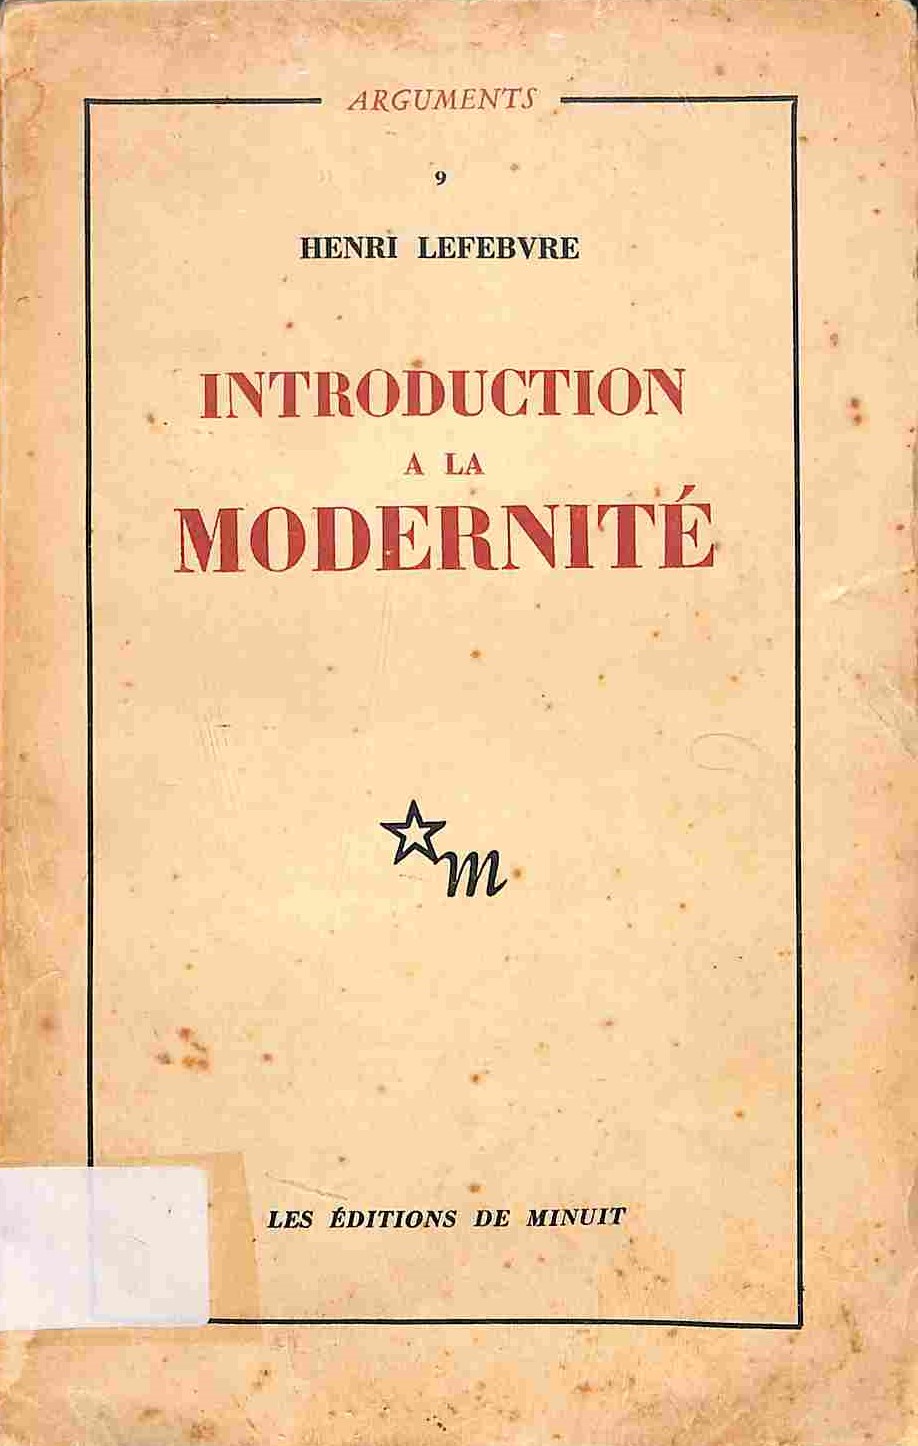 ARGUMENTS
9
HENRI LEFEBVRE
INTRODUCTION
A LA
MODERNITÉ
m
LES ÉDITIONS DE MINUIT